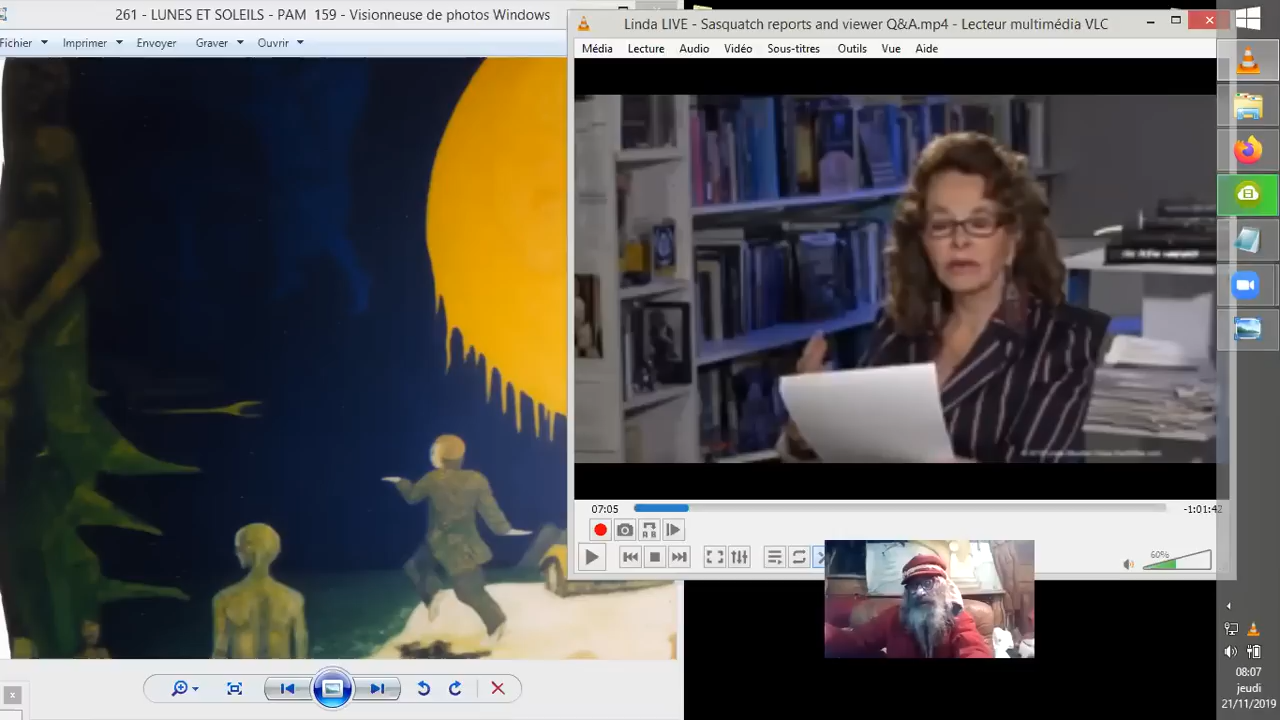 261 - LUNES ET SOLEILS - PAM 159 - Visionneuse de photos Windows
Fichier Imprimer Envoyer Graver Ouvrir
Linda LIVE - Sasquatch reports and viewer Q&A.mp4 - Lecteur multimédia VLC
Média Lecture Audio Vidéo Sous-titres Outils Vue Aide
07:05 -1:01:42
60%
08:07
jeudi
21/11/2019